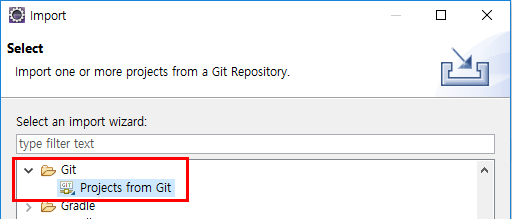 Import
Select
Import one or more projects from a Git Repository.
Select an import wizard:
type filter text
Git
GIT
Projects from Git
Gradle